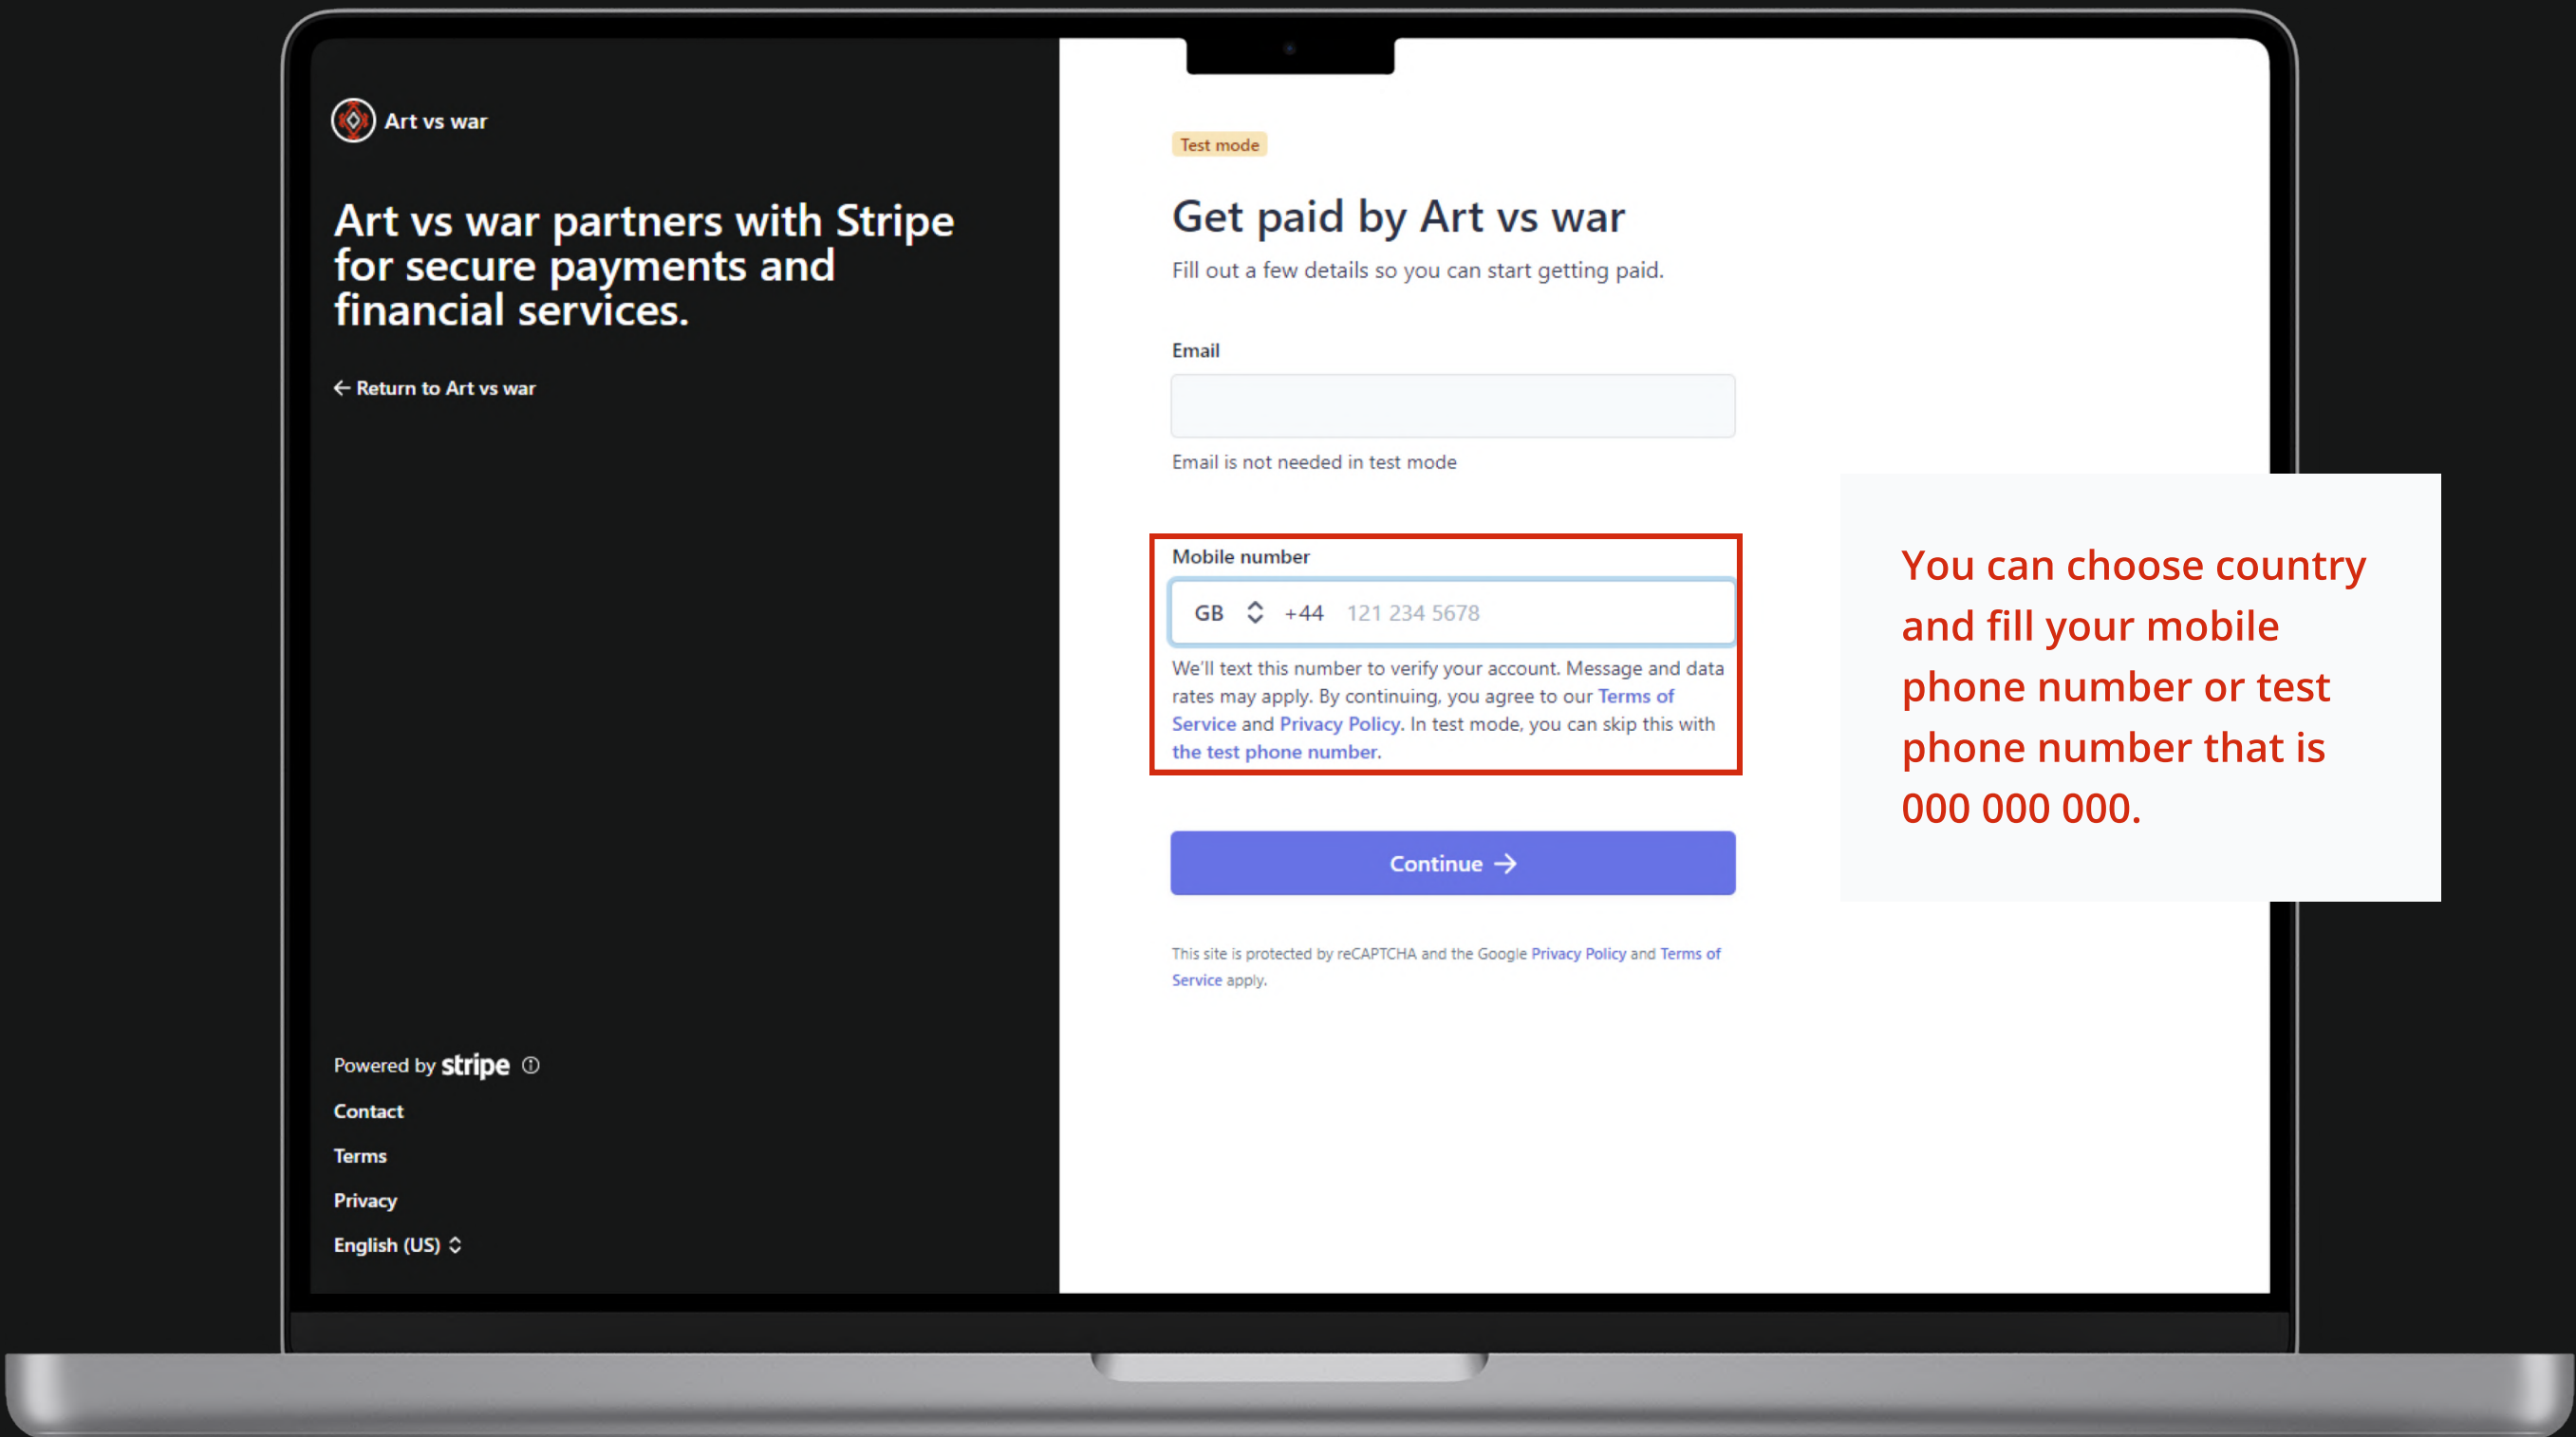 Art vs war
Art vs war partners with Stripe
for secure payments and
financial services.
← Return to Art vs war
Powered by stripe
Contact
Terms
Privacy
English (US)
Test mode
Get paid by Art vs war
Fill out a few details so you can start getting paid.
Email
Email is not needed in test mode
Mobile number
GB +44 121 234 5678
We'll text this number to verify your account. Message and data
rates may apply. By continuing, you agree to our Terms of
Service and Privacy Policy. In test mode, you can skip this with
the test phone number.
Continue →
This site is protected by reCAPTCHA and the Google Privacy Policy and Terms of
Service apply.
You can choose country
and fill your mobile
phone number or test
phone number that is
000 000 000.